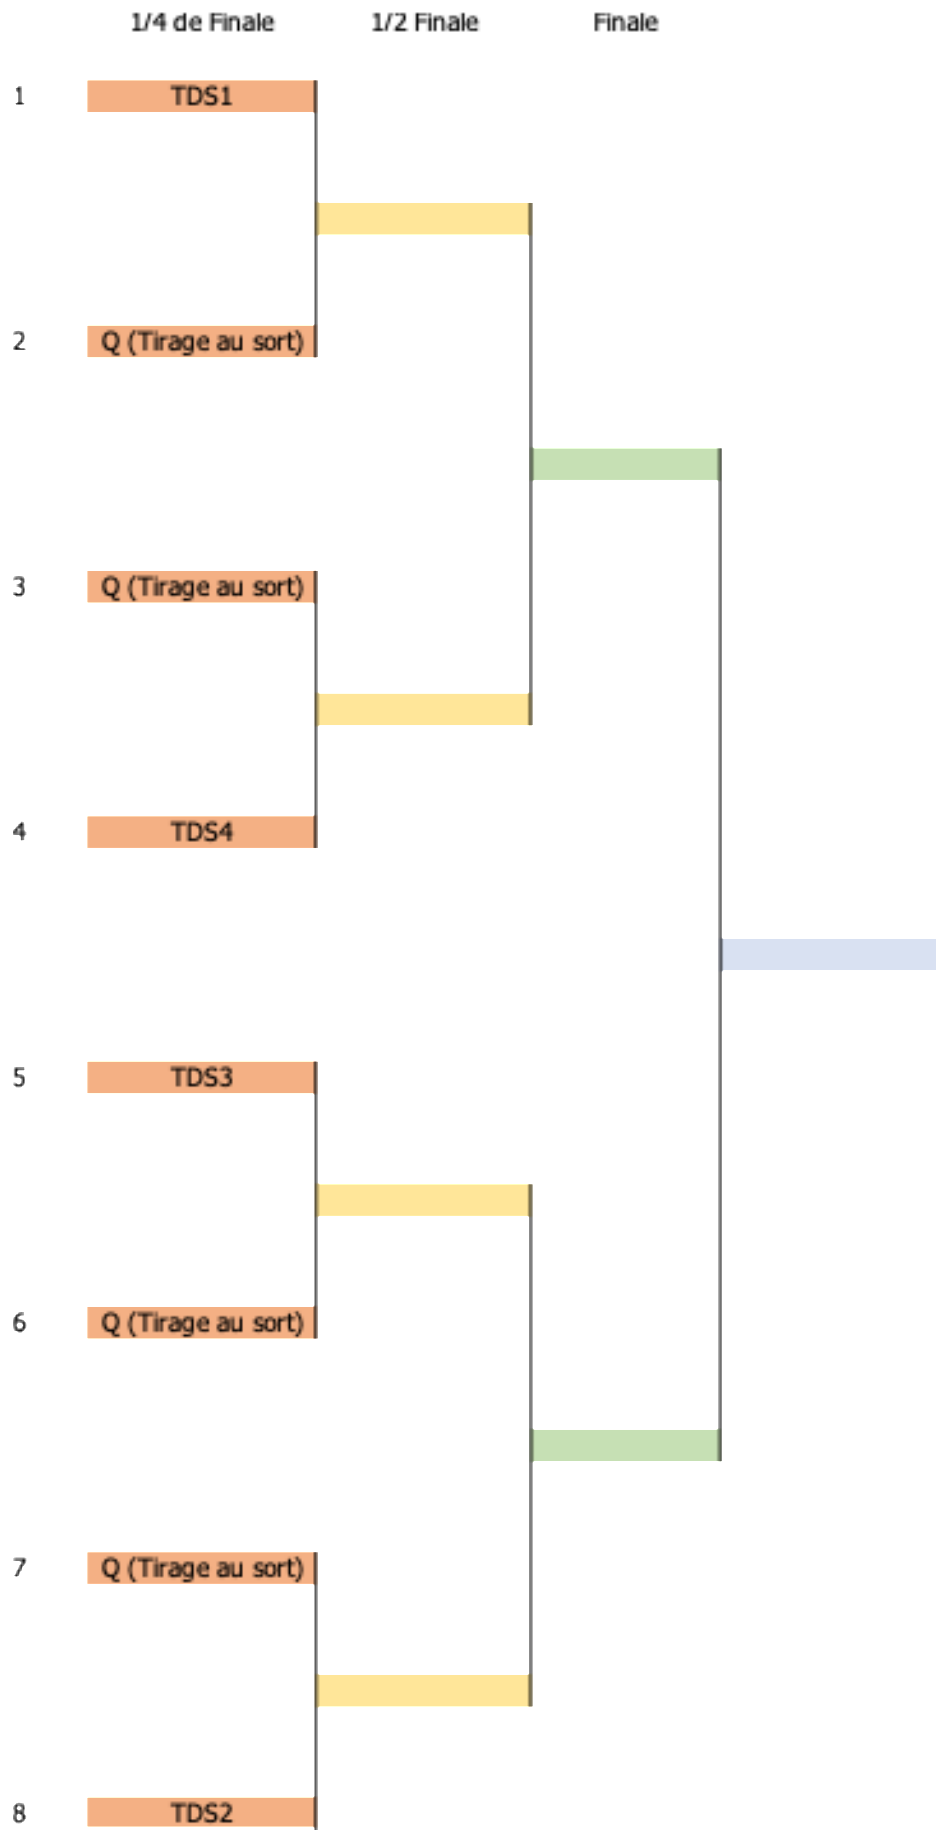 1/4 de Finale 1/2 Finale Finale
1 TDS1
2 Q (Tirage au sort)
3 Q (Tirage au sort)
4 TDS4
5 TDS3
6 Q (Tirage au sort)
7 Q (Tirage au sort)
8 TDS2